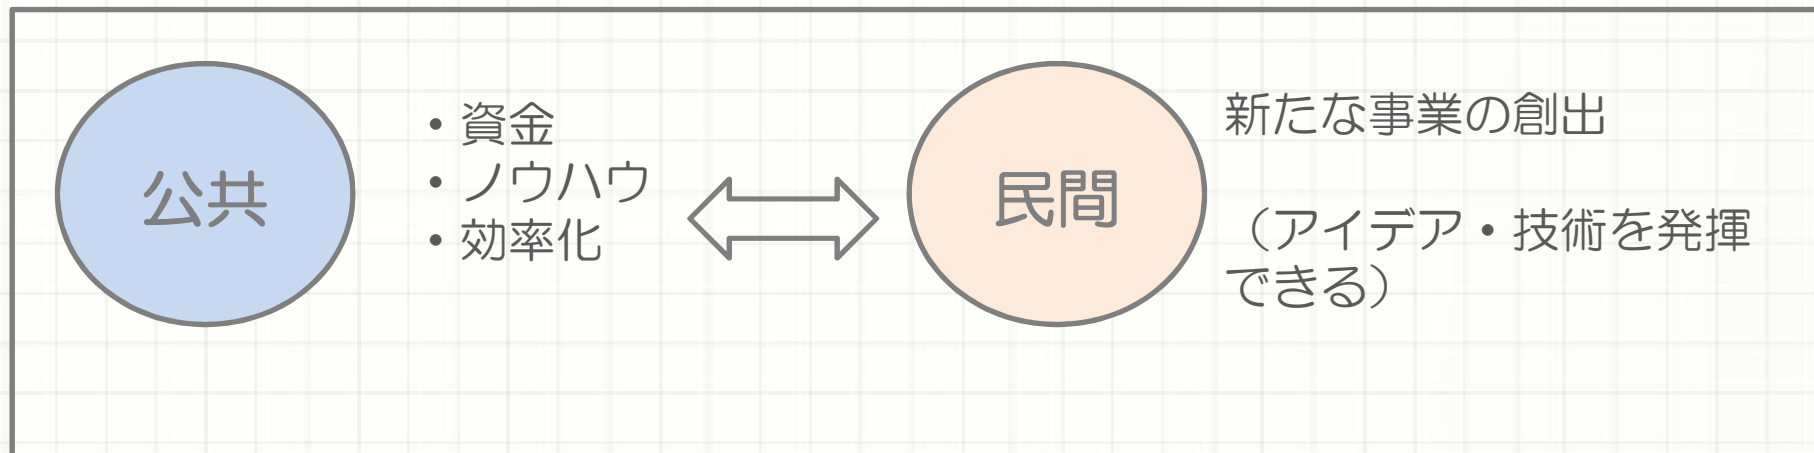 公共
・資金
・ノウハウ
・効率化
民間
新たな事業の創出
（アイデア・技術を発揮
できる）